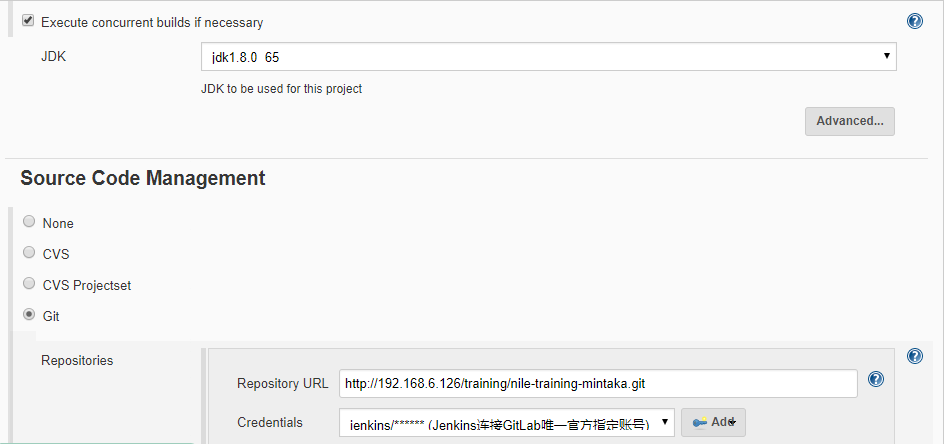 Execute concurrent builds if necessary
JDK
jdk1.8.0_65
JDK to be used for this project
Advanced...
Source Code Management
None
CVS
CVS Projectset
Git
Repositories
Repository URL
http://192.168.6.126/training/nile-training-mintaka.git
Credentials
jenkins/****** (Jenkins连接GitLab唯一官方指定账号)
Add